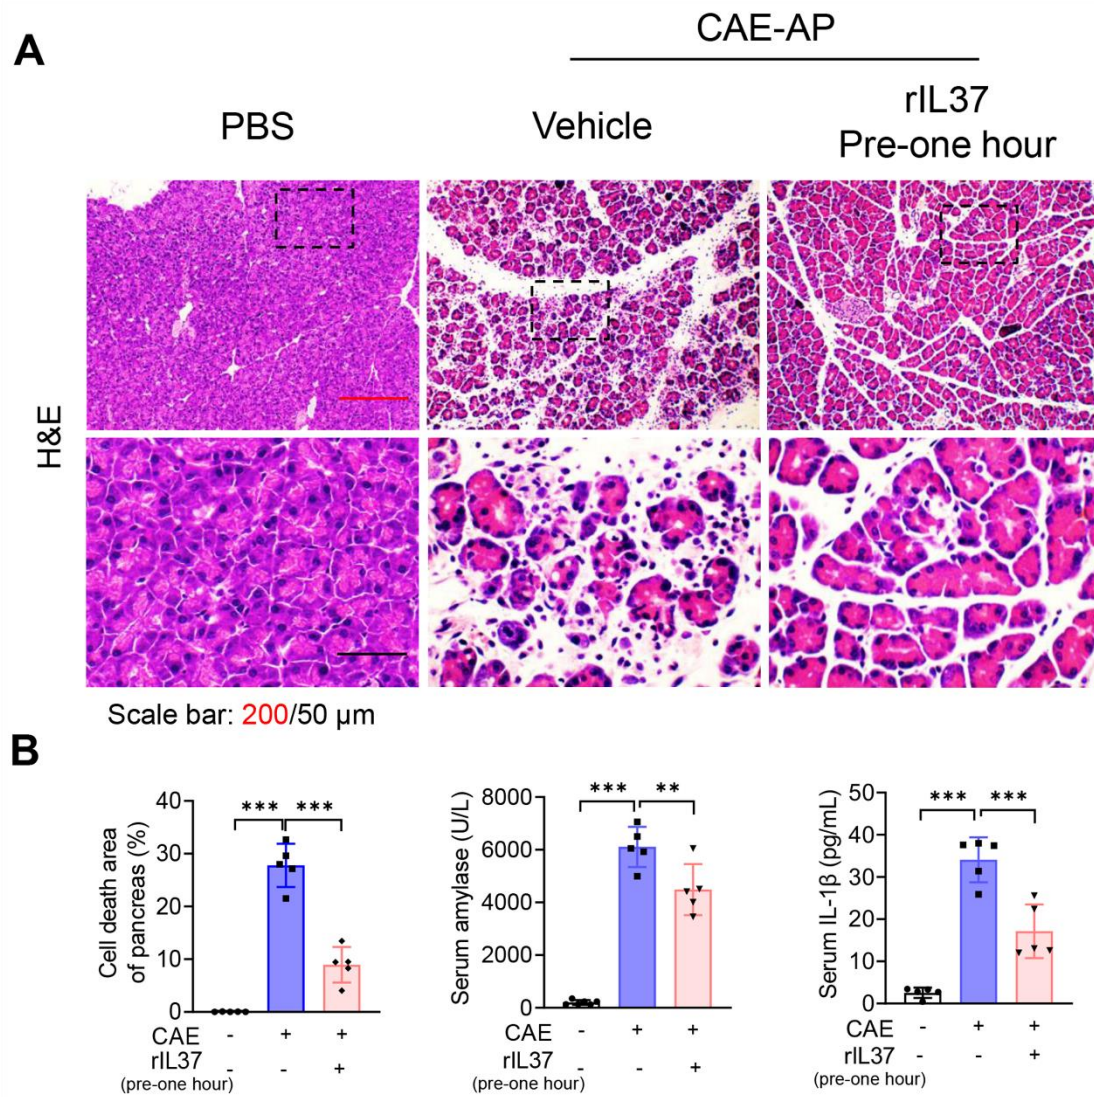 A
CAE-AP
PBS
Vehicle
rIL37
Pre-one hour
H&E
Scale bar: 200/50 μm
B
Cell death area
of pancreas (%)
40
30
20
10
0
*** ***
CAE - + +
rIL37 - - +
(pre-one hour)
Serum amylase (U/L)
8000
6000
4000
2000
0
*** **
CAE - + +
rIL37 - - +
(pre-one hour)
Serum IL-1β (pg/mL)
50
40
30
20
10
0
*** ***
CAE - + +
rIL37 - - +
(pre-one hour)